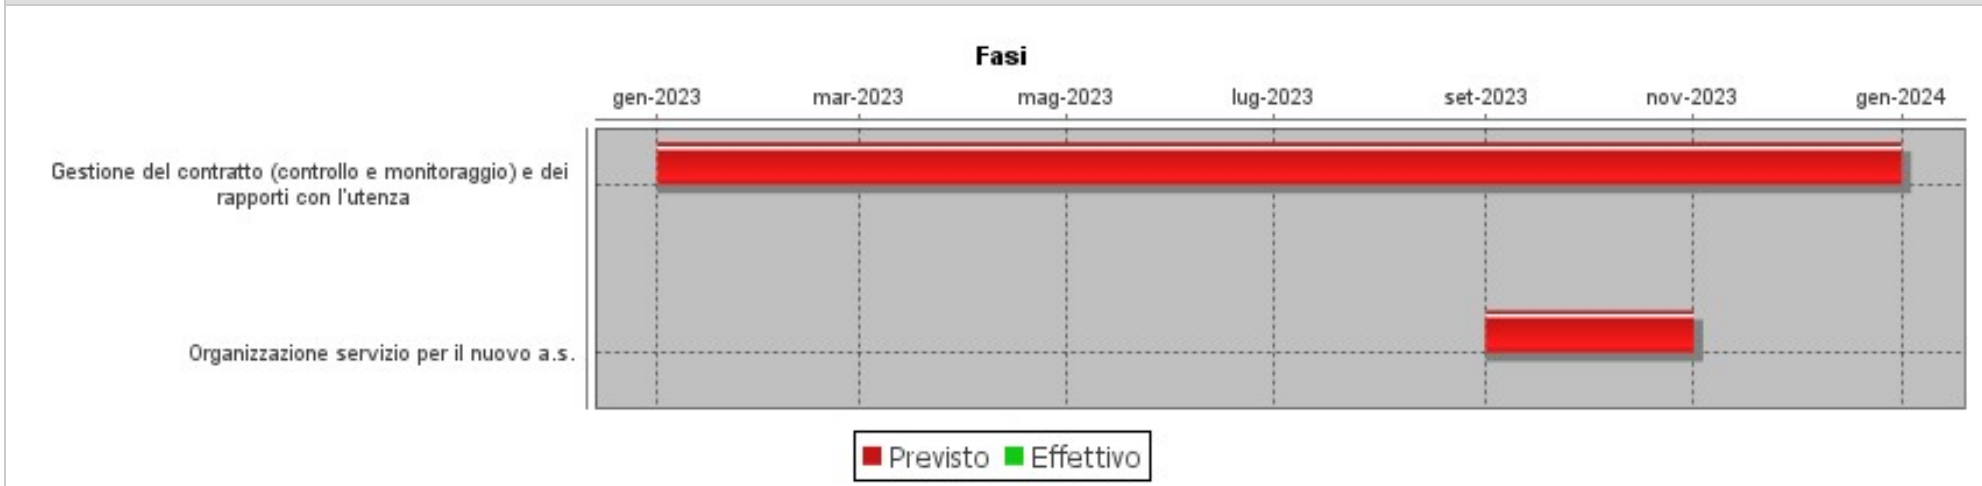 Fasi
gen-2023 mar-2023 mag-2023 lug-2023 set-2023 nov-2023 gen-2024
Gestione del contratto (controllo e monitoraggio) e dei
rapporti con l'utenza
Organizzazione servizio per il nuovo a.s.
Previsto Effettivo